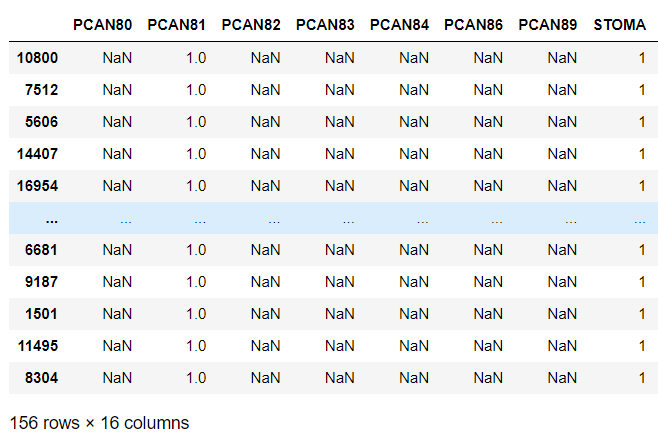 PCAN80 PCAN81 PCAN82 PCAN83 PCAN84 PCAN86 PCAN89 STOMA
10800 NaN 1.0 NaN NaN NaN NaN NaN 1
7512 NaN 1.0 NaN NaN NaN NaN NaN 1
5606 NaN 1.0 NaN NaN NaN NaN NaN 1
14407 NaN 1.0 NaN NaN NaN NaN NaN 1
16954 NaN 1.0 NaN NaN NaN NaN NaN 1
... ... ... ... ... ... ... ... ...
6681 NaN 1.0 NaN NaN NaN NaN NaN 1
9187 NaN 1.0 NaN NaN NaN NaN NaN 1
1501 NaN 1.0 NaN NaN NaN NaN NaN 1
11495 NaN 1.0 NaN NaN NaN NaN NaN 1
8304 NaN 1.0 NaN NaN NaN NaN NaN 1
156 rows × 16 columns